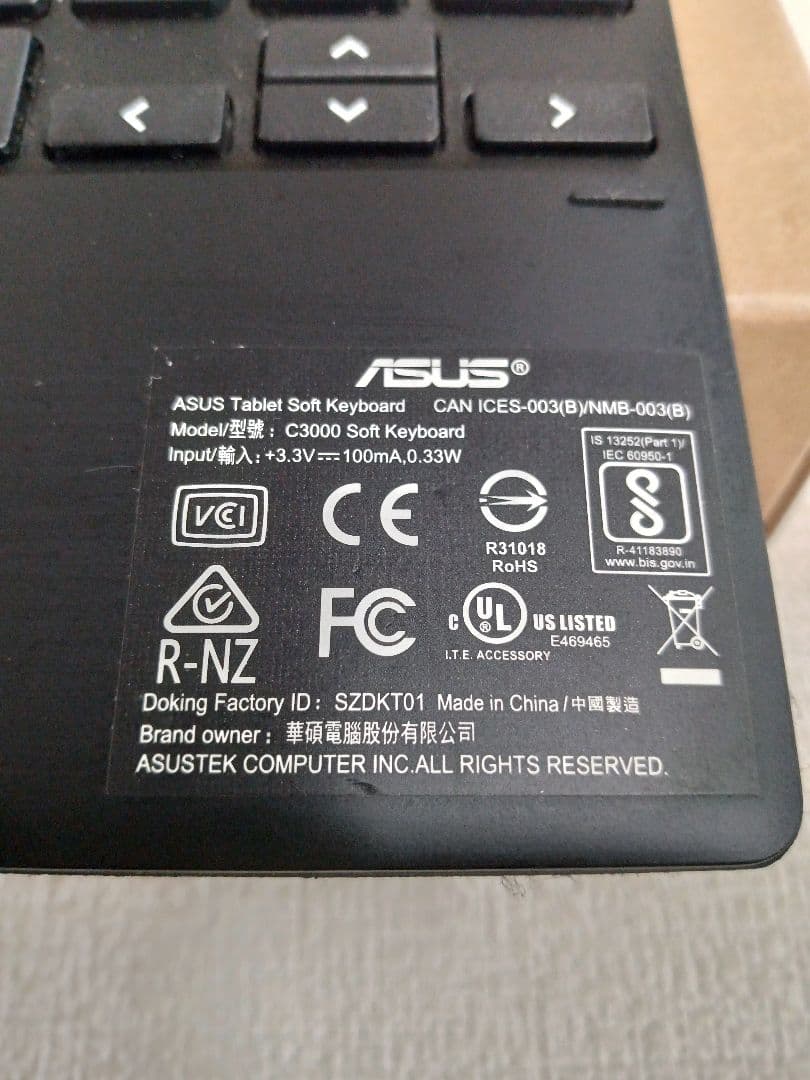 ASUS®
ASUS Tablet Soft Keyboard CAN ICES-003(B)/NMB-003(B)
Model/型號：C3000 Soft Keyboard
Input/輸入：+3.3V⎓100mA,0.33W
IS 13252(Part 1)/
IEC 60950-1
R-41183890
www.bis.gov.in
VCI
CE
R31018
RoHS
R-NZ
FC
C UL® US LISTED
E469465
I.T.E. ACCESSORY
Doking Factory ID：SZDKT01 Made in China/中國製造
Brand owner：華碩電腦股份有限公司
ASUSTEK COMPUTER INC.ALL RIGHTS RESERVED.